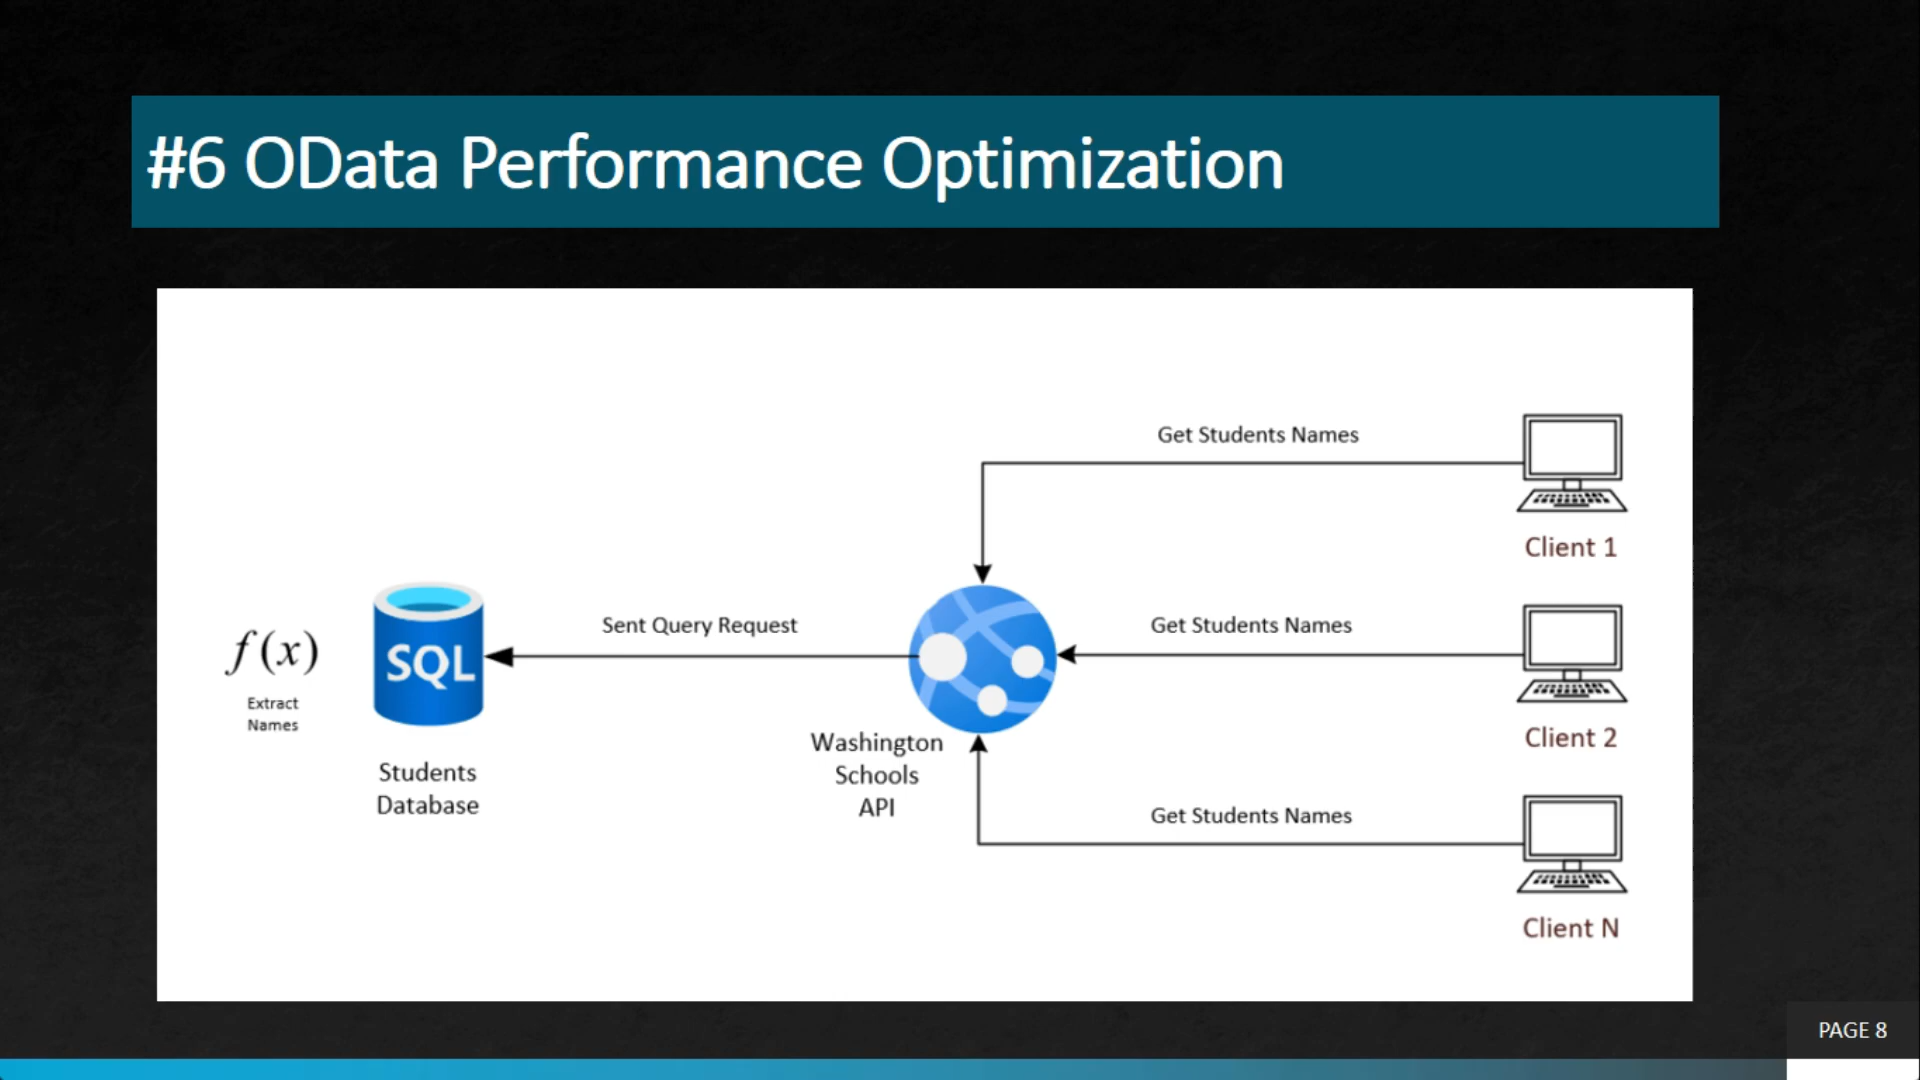 #6 OData Performance Optimization
Get Students Names
Client 1
Sent Query Request
Get Students Names
f(x)
SQL
Extract
Names
Client 2
Washington
Schools
API
Students
Database
Get Students Names
Client N
PAGE 8